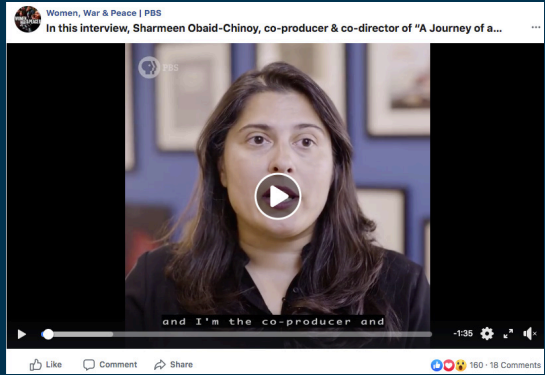 Women, War & Peace | PBS
In this interview, Sharmeen Obaid-Chinoy, co-producer & co-director of “A Journey of a...
PBS
and I'm the co-producer and
-1:35
Like Comment Share 160 · 18 Comments